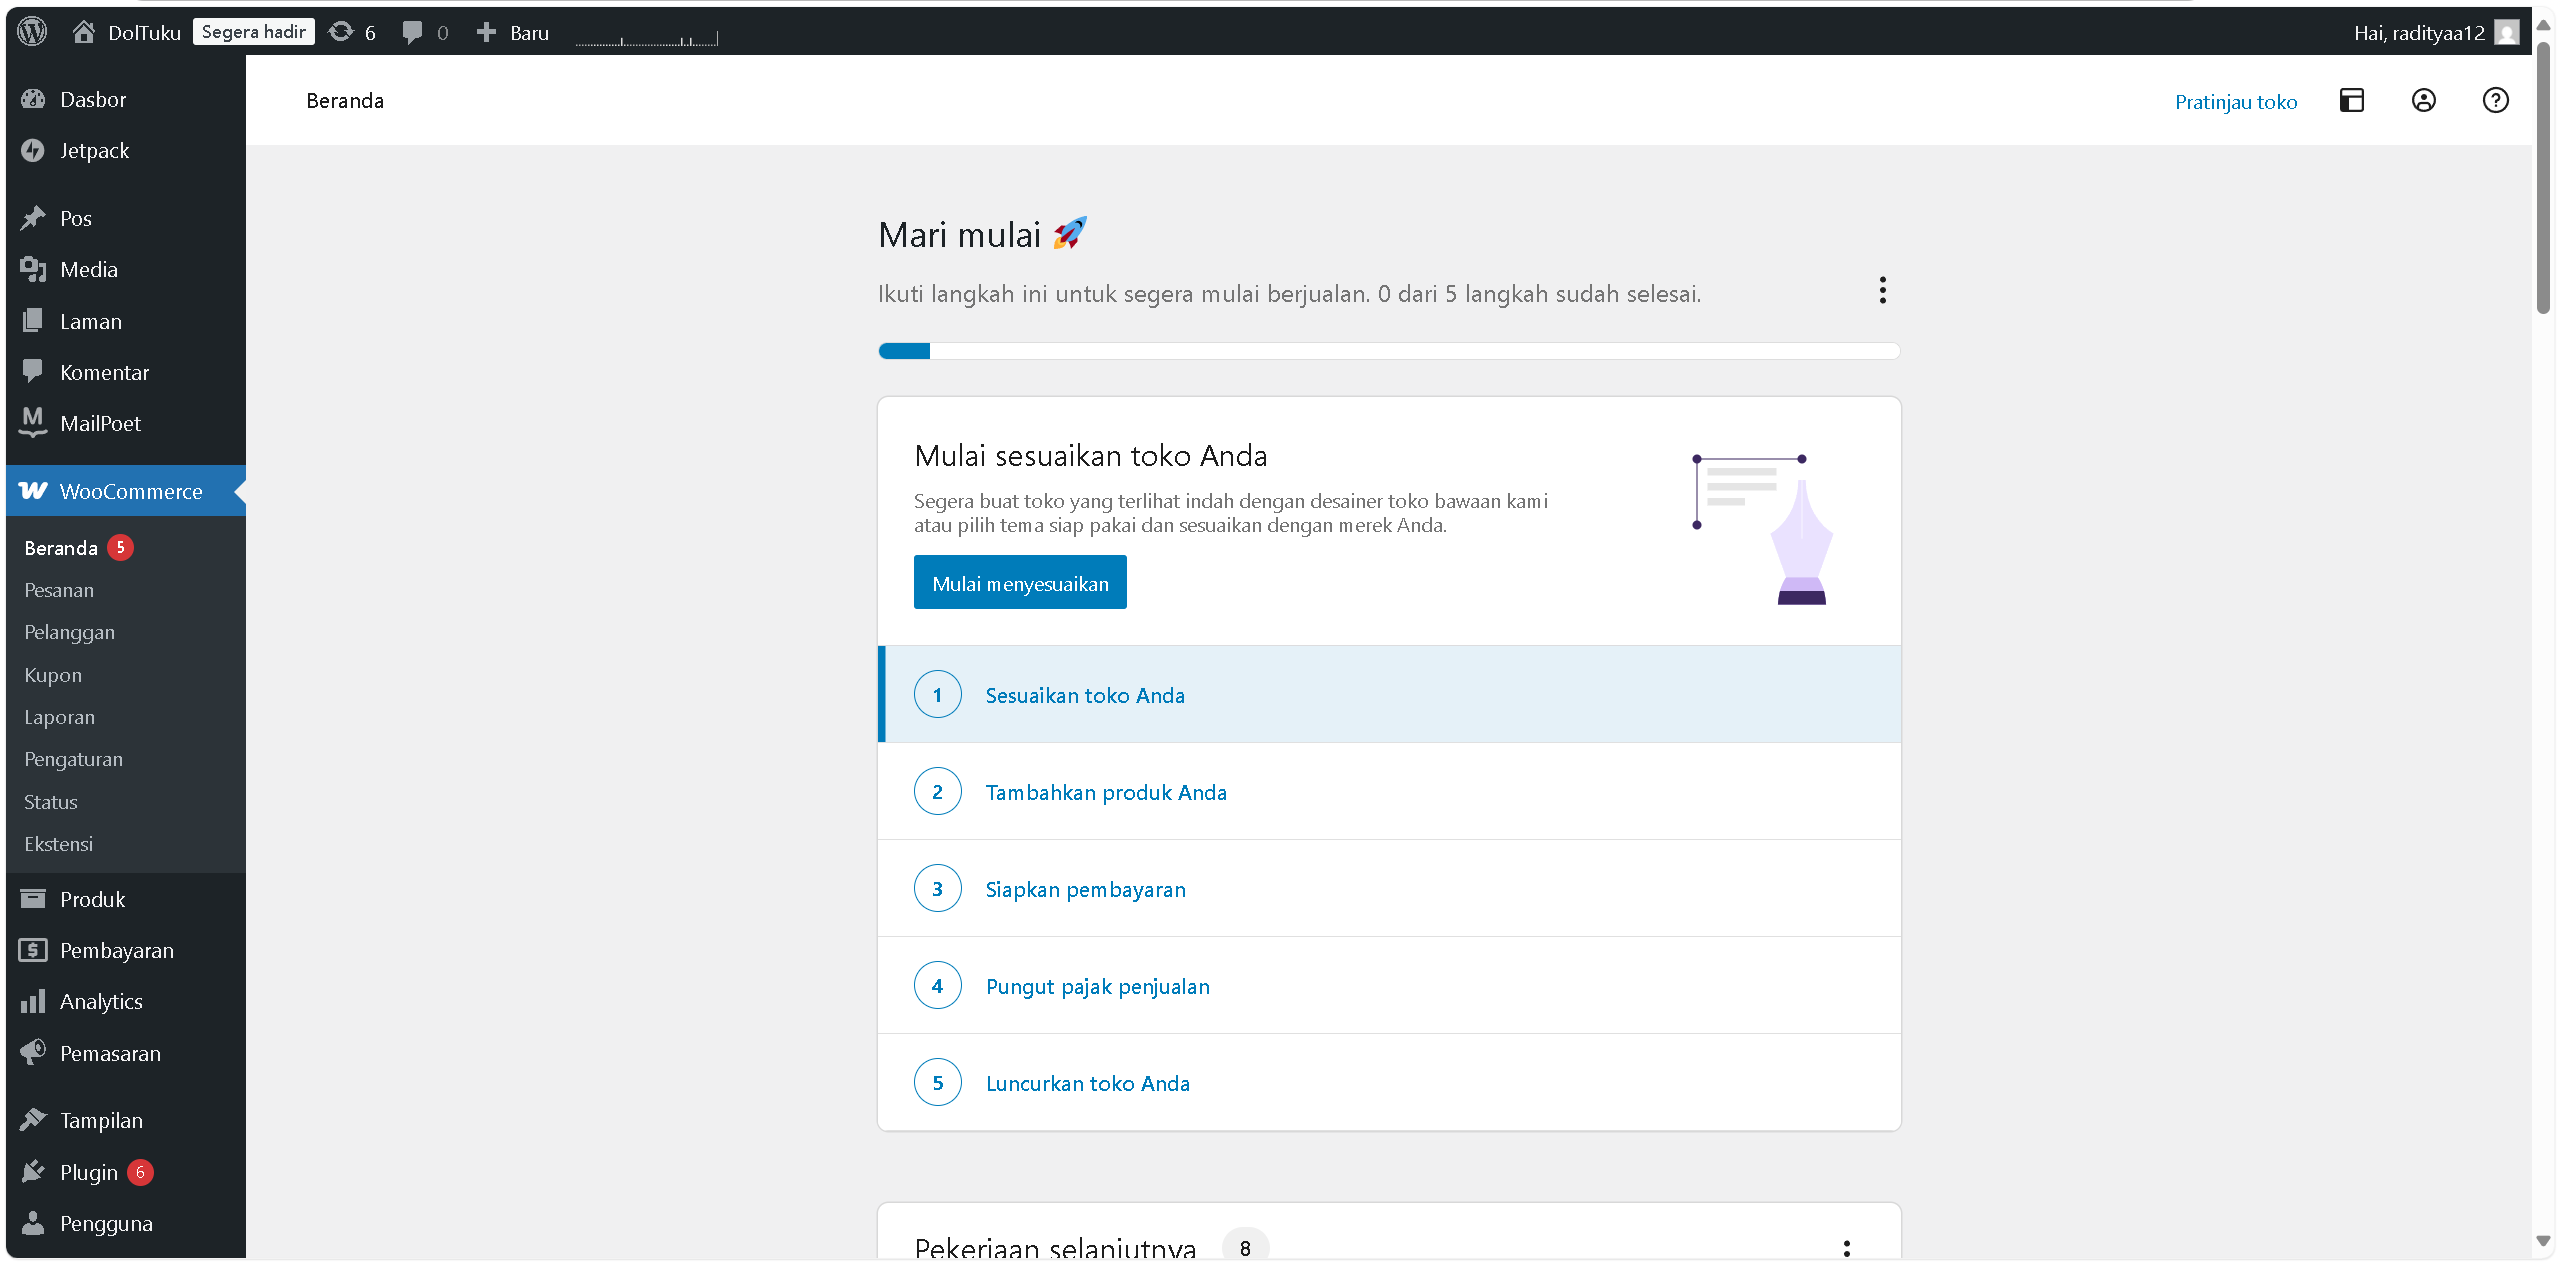 DolTuku Segera hadir 6 0 Baru Hai, radityaa12
Dasbor
Jetpack
Pos
Media
Laman
Komentar
MailPoet
WooCommerce
Beranda 5
Pesanan
Pelanggan
Kupon
Laporan
Pengaturan
Status
Ekstensi
Produk
Pembayaran
Analytics
Pemasaran
Tampilan
Plugin 6
Pengguna
Beranda Pratinjau toko
Mari mulai 🚀
Ikuti langkah ini untuk segera mulai berjualan. 0 dari 5 langkah sudah selesai.
Mulai sesuaikan toko Anda
Segera buat toko yang terlihat indah dengan desainer toko bawaan kami
atau pilih tema siap pakai dan sesuaikan dengan merek Anda.
Mulai menyesuaikan
1 Sesuaikan toko Anda
2 Tambahkan produk Anda
3 Siapkan pembayaran
4 Pungut pajak penjualan
5 Luncurkan toko Anda
Pekerjaan selanjutnya 8